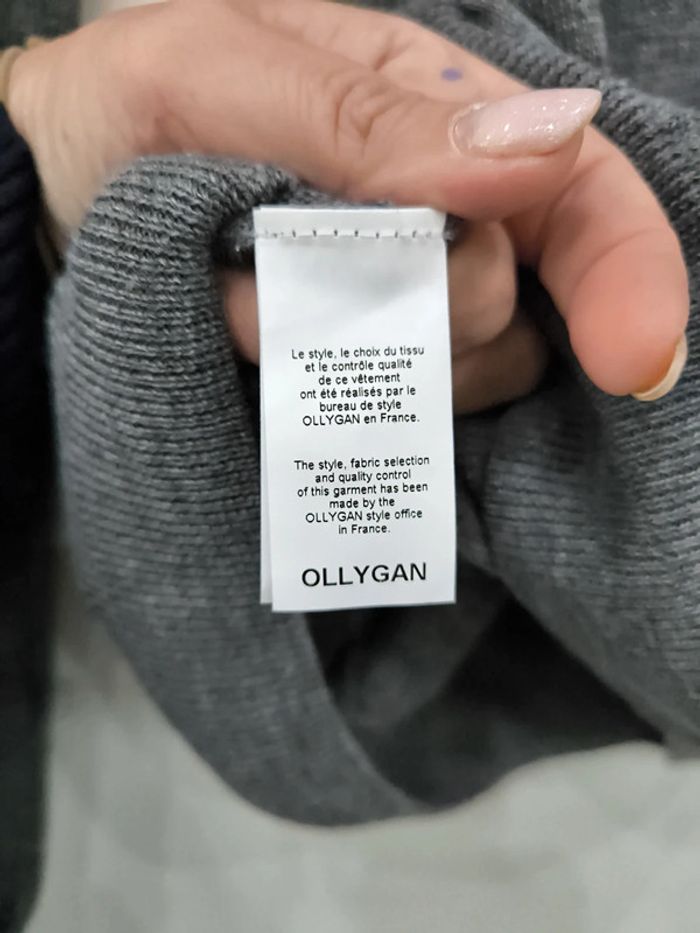 Le style, le choix du tissu
et le contrôle qualité
de ce vêtement
ont été réalisés par le
bureau de style
OLLYGAN en France.
The style, fabric selection
and quality control
of this garment has been
made by the
OLLYGAN style office
in France.
OLLYGAN